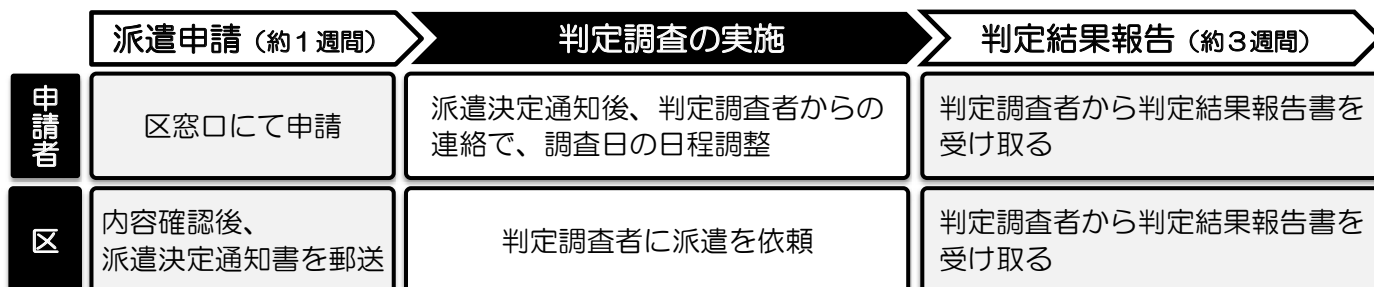 派遣申請（約１週間）
判定調査の実施
判定結果報告（約３週間）
申請者
区窓口にて申請
派遣決定通知後、判定調査者からの
連絡で、調査日の日程調整
判定調査者から判定結果報告書を
受け取る
区
内容確認後、
派遣決定通知書を郵送
判定調査者に派遣を依頼
判定調査者から判定結果報告書を
受け取る